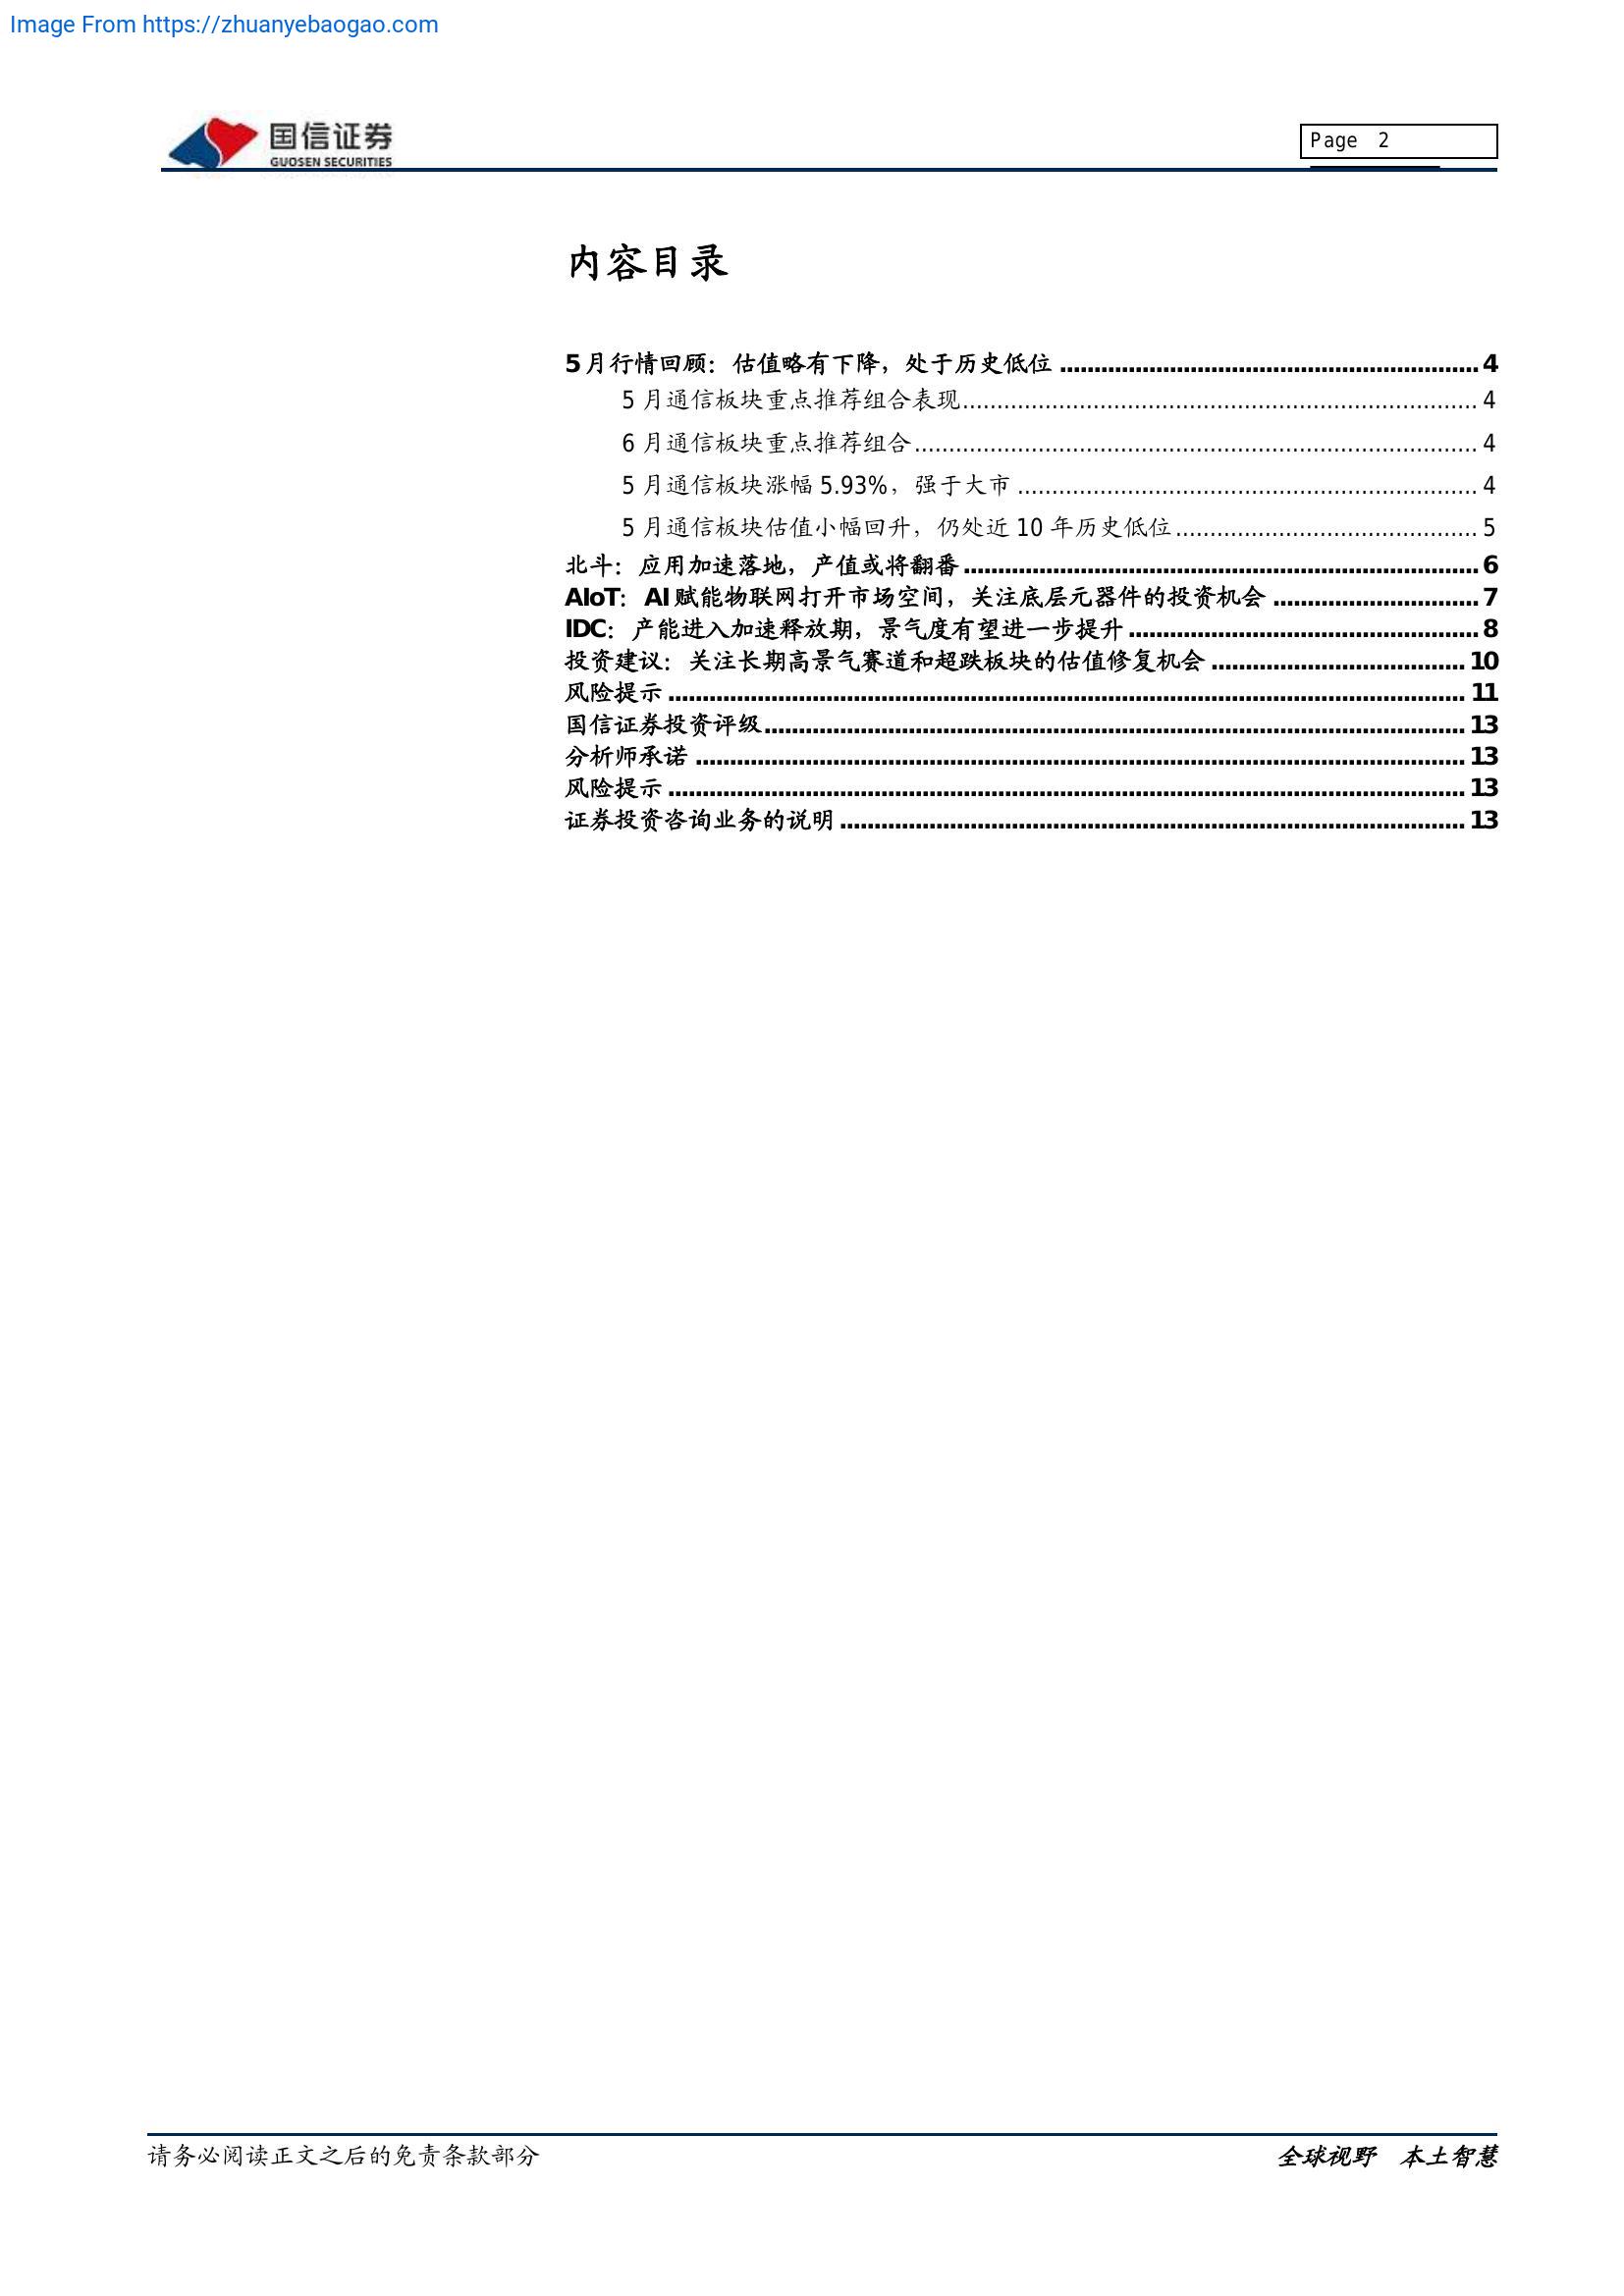 Image From https://zhuanyebaogao.com
国信证券
GUOSEN SECURITIES
Page 2
内容目录
5月行情回顾：估值略有下降，处于历史低位 ............................................................. 4
5 月通信板块重点推荐组合表现........................................................................... 4
6 月通信板块重点推荐组合.................................................................................. 4
5 月通信板块涨幅 5.93%，强于大市 ................................................................... 4
5 月通信板块估值小幅回升，仍处近 10 年历史低位............................................ 5
北斗：应用加速落地，产值或将翻番 ........................................................................... 6
AIoT：AI 赋能物联网打开市场空间，关注底层元器件的投资机会 .............................. 7
IDC：产能进入加速释放期，景气度有望进一步提升 ................................................... 8
投资建议：关注长期高景气赛道和超跌板块的估值修复机会 ..................................... 10
风险提示 .................................................................................................................... 11
国信证券投资评级...................................................................................................... 13
分析师承诺 ................................................................................................................ 13
风险提示 .................................................................................................................... 13
证券投资咨询业务的说明 ........................................................................................... 13
请务必阅读正文之后的免责条款部分
全球视野 本土智慧